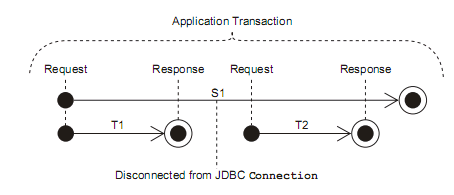 Application Transaction
Request Response Request Response
S1
T1 T2
Disconnected from JDBC Connection